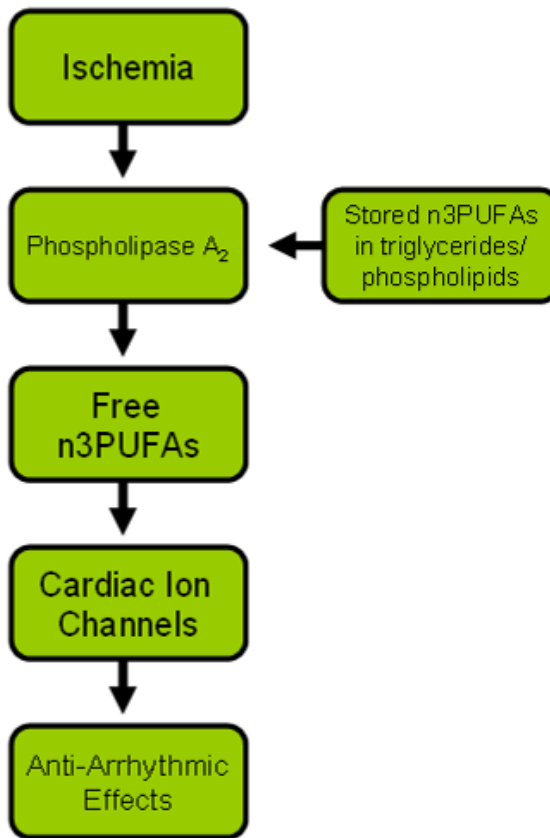 Ischemia
Phospholipase A₂
Stored n3PUFAs
in triglycerides/
phospholipids
Free
n3PUFAs
Cardiac Ion
Channels
Anti-Arrhythmic
Effects